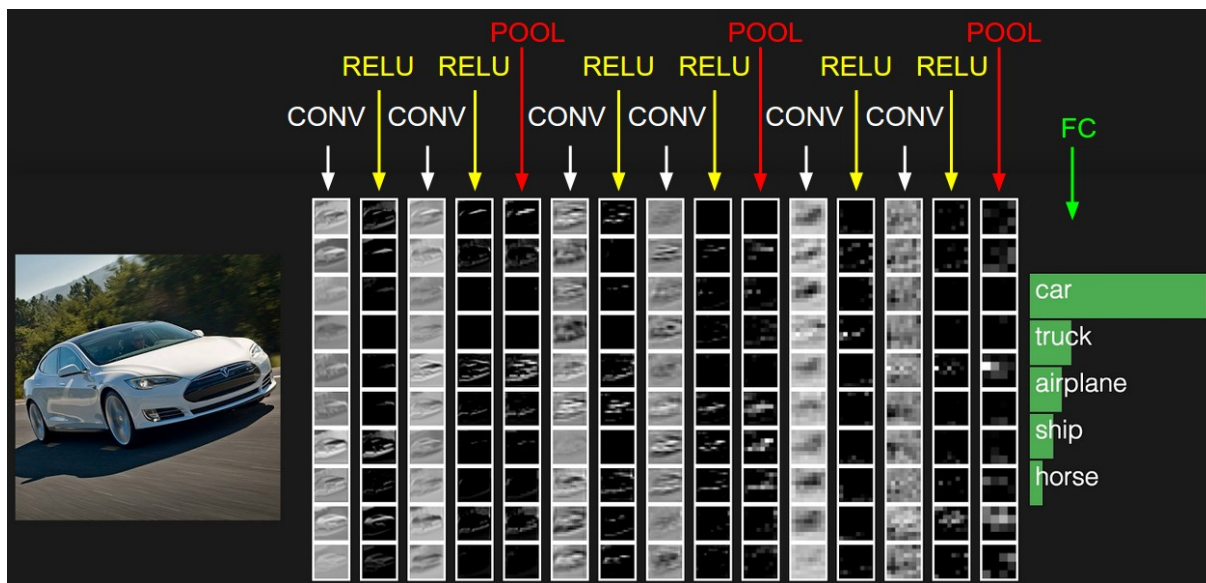 POOL POOL POOL
RELU RELU RELU RELU RELU RELU
CONV CONV CONV CONV CONV CONV
FC
car
truck
airplane
ship
horse